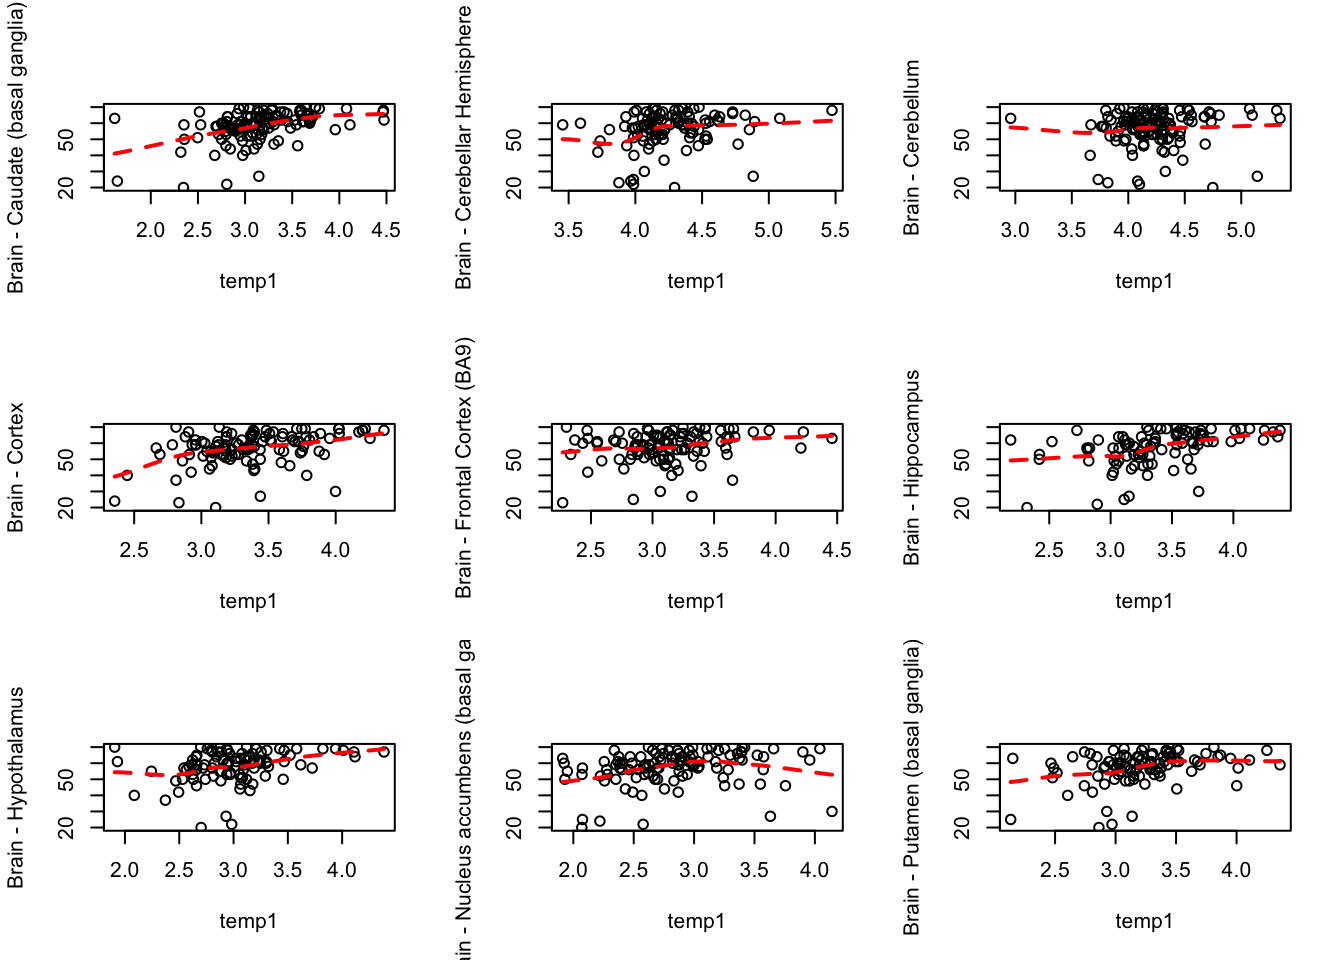 Brain - Caudate (basal ganglia)
20 50
2.0 2.5 3.0 3.5 4.0 4.5
temp1
Brain - Cerebellar Hemisphere
20 50
3.5 4.0 4.5 5.0 5.5
temp1
Brain - Cerebellum
20 50
3.0 3.5 4.0 4.5 5.0
temp1
Brain - Cortex
20 50
2.5 3.0 3.5 4.0
temp1
Brain - Frontal Cortex (BA9)
20 50
2.5 3.0 3.5 4.0 4.5
temp1
Brain - Hippocampus
20 50
2.5 3.0 3.5 4.0
temp1
Brain - Hypothalamus
20 50
2.0 2.5 3.0 3.5 4.0
temp1
ain - Nucleus accumbens (basal ga
20 50
2.0 2.5 3.0 3.5 4.0
temp1
Brain - Putamen (basal ganglia)
20 50
2.5 3.0 3.5 4.0
temp1